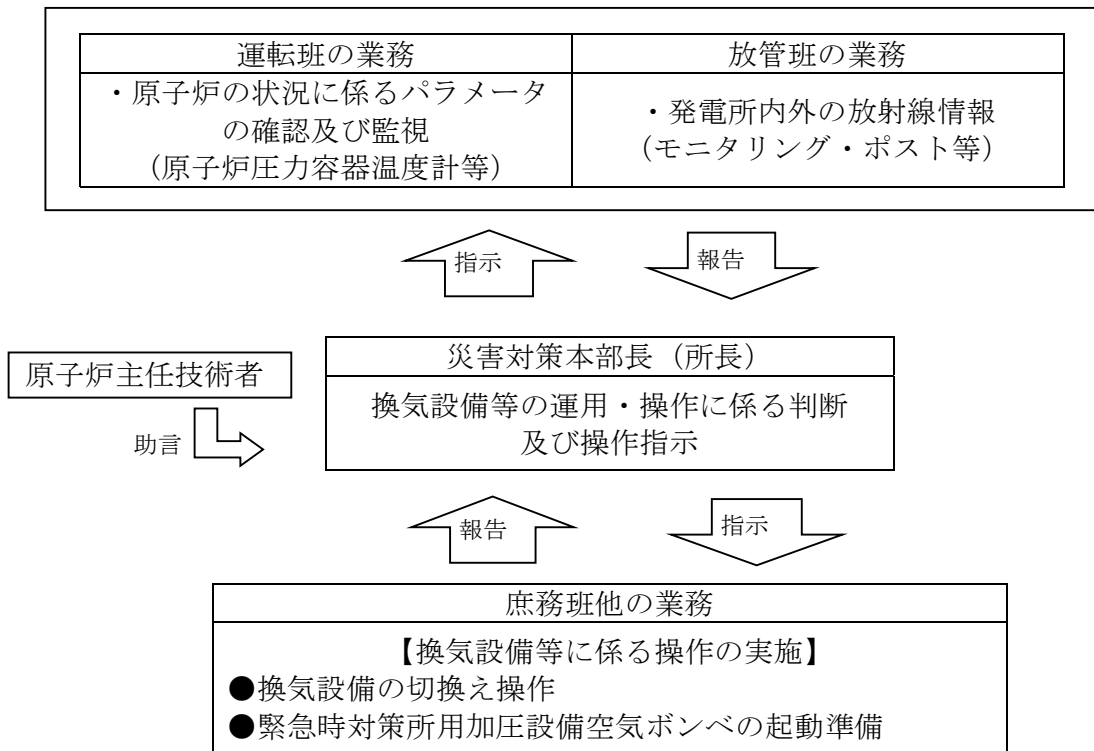 運転班の業務
・原子炉の状況に係るパラメータ
の確認及び監視
(原子炉圧力容器温度計等)
放管班の業務
・発電所内外の放射線情報
(モニタリング・ポスト等)
指示
報告
原子炉主任技術者
助言
災害対策本部長(所長)
換気設備等の運用・操作に係る判断
及び操作指示
報告
指示
庶務班他の業務
【換気設備等に係る操作の実施】
●換気設備の切換え操作
●緊急時対策所用加圧設備空気ボンベの起動準備